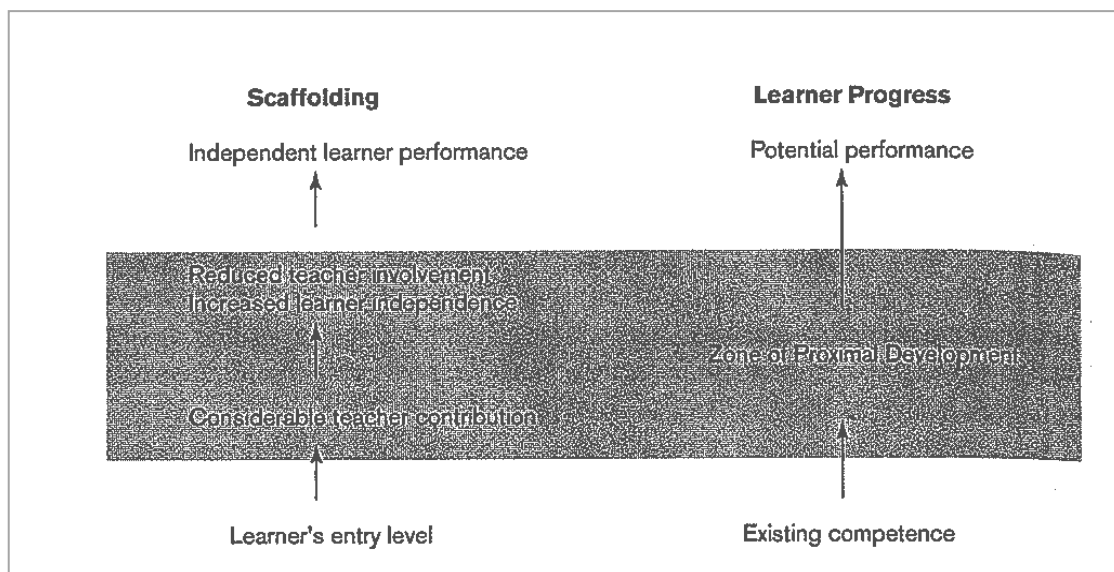 Scaffolding
Independent learner performance
Reduced teacher involvement
Increased learner independence
Considerable teacher contribution
Learner's entry level
Learner Progress
Potential performance
Zone of Proximal Development
Existing competence